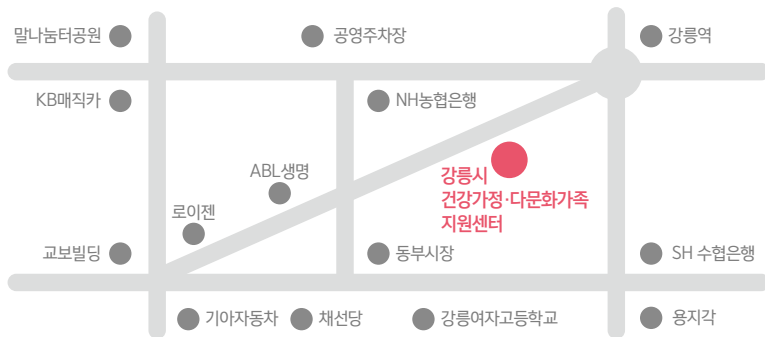 말나눔터공원
공영주차장
강릉역
KB매직카
NH농협은행
ABL생명
강릉시
건강가정·다문화가족
지원센터
로이젠
교보빌딩
동부시장
SH 수협은행
기아자동차
채선당
강릉여자고등학교
용지각